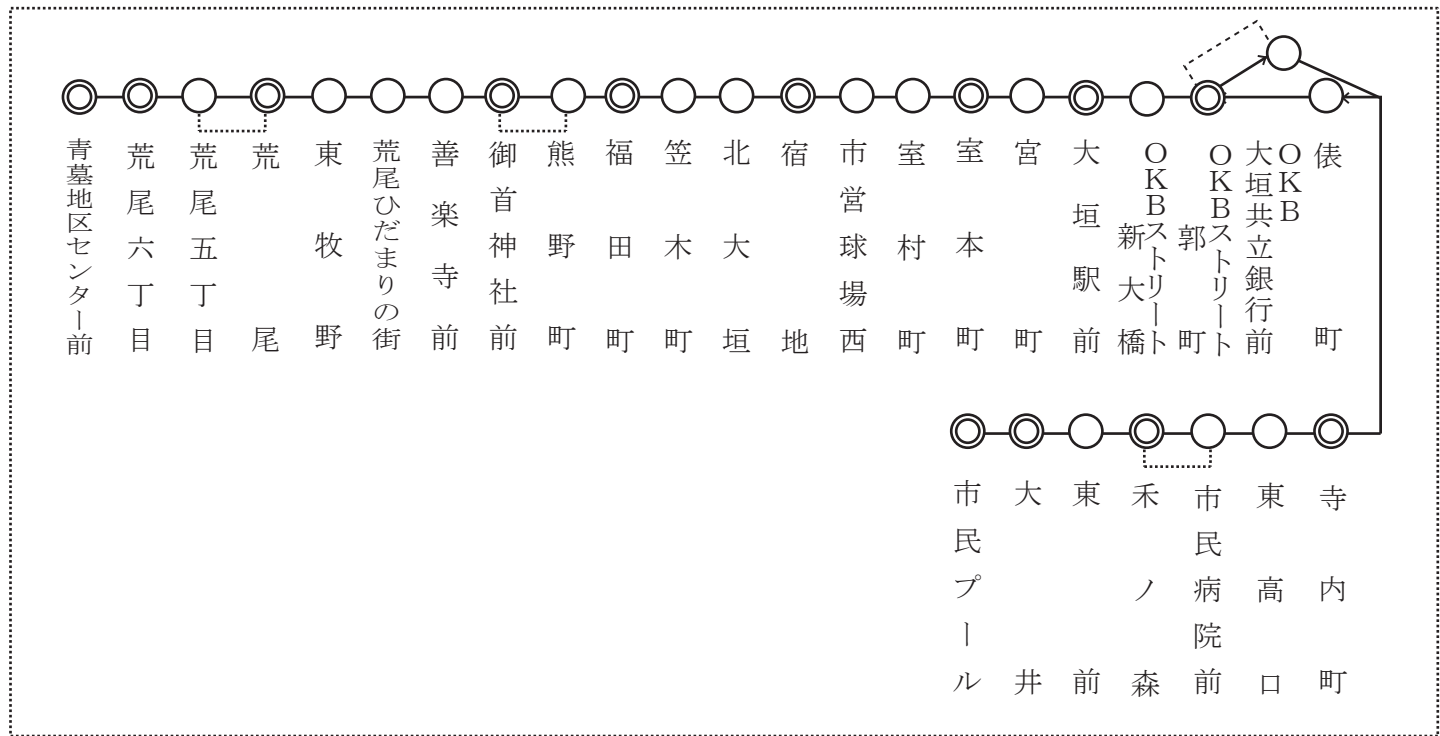 青墓地区センター前
荒尾六丁目
荒尾五丁目
荒尾
東牧野
荒尾ひだまりの街
善楽寺前
御首神社前
熊野町
福田町
笠木町
北大垣
宿地
市営球場西
室村町
室本町
宮町
大垣駅前
OKBストリート
新大橋
OKBストリート
郭町
OKB
大垣共立銀行前
俵町
市民プール
大井
東前
禾ノ森
市民病院前
東高口
寺内町